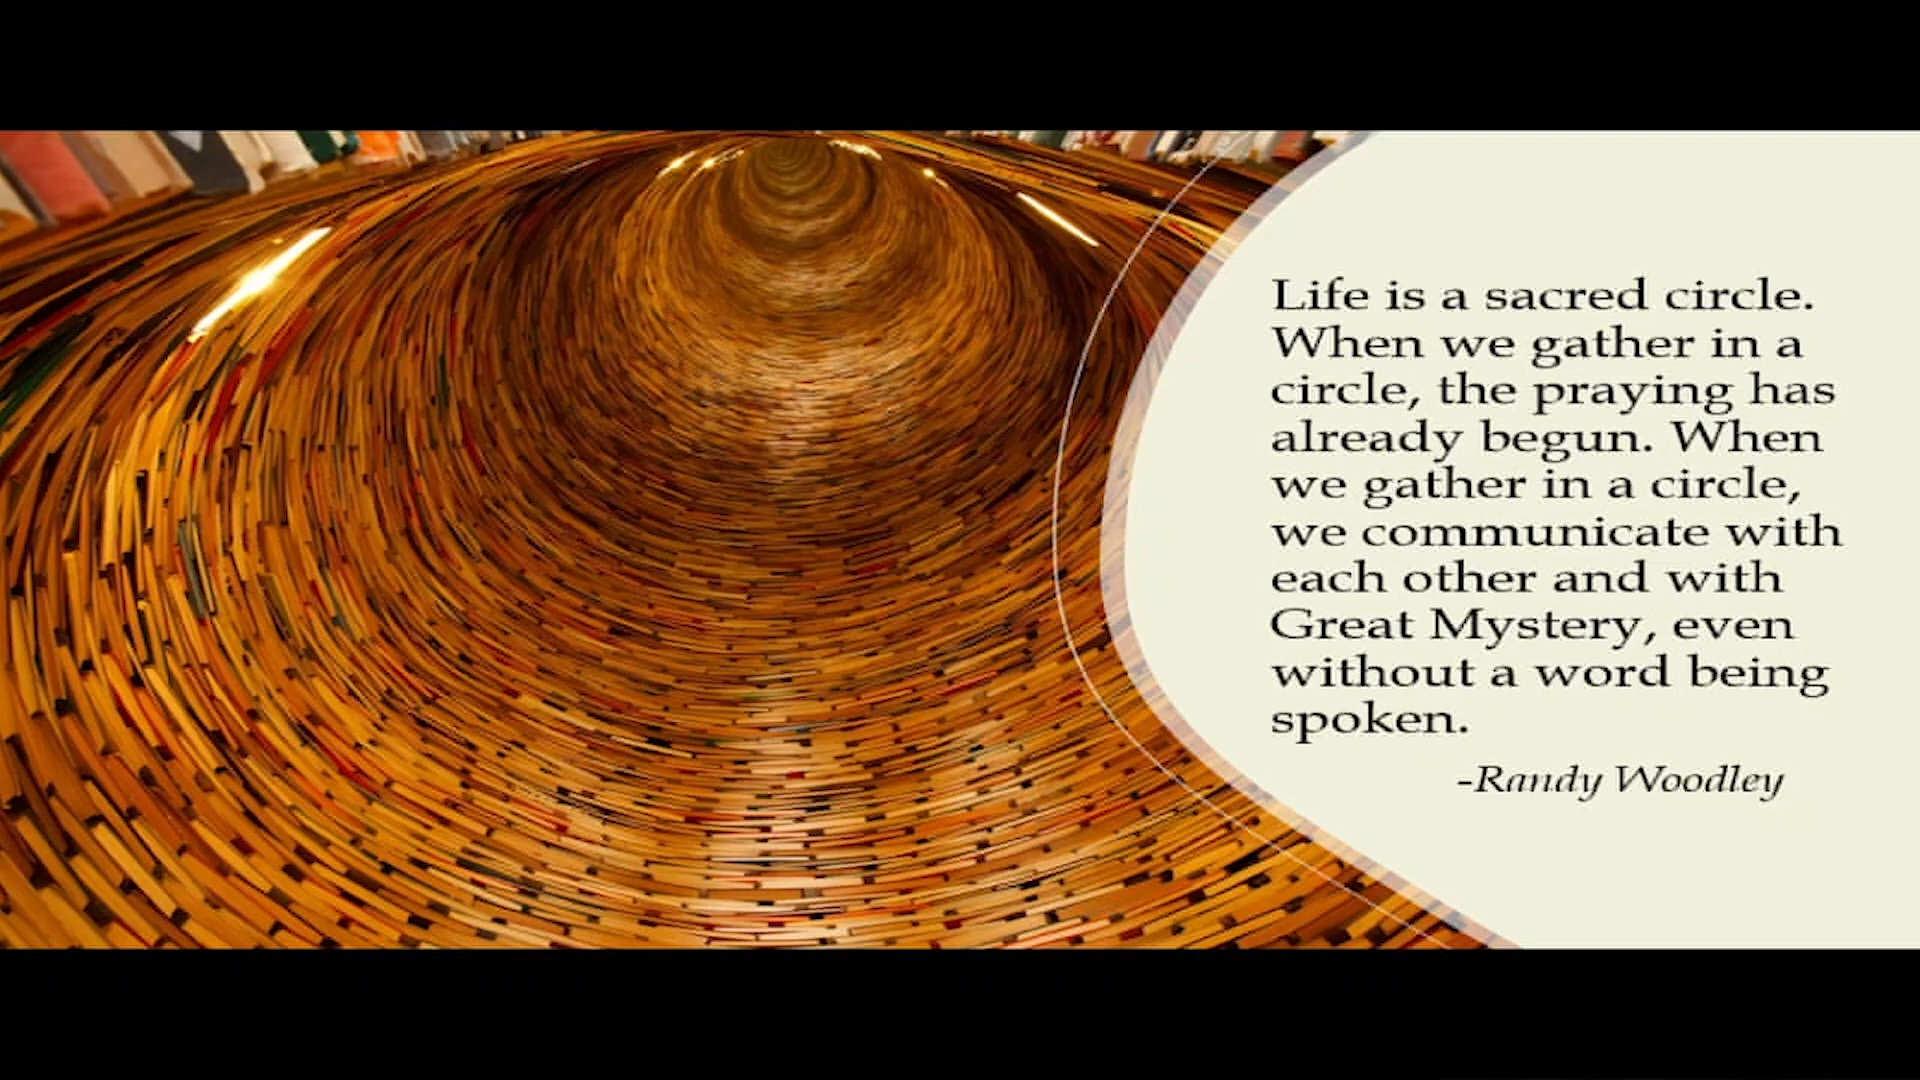 Life is a sacred circle.
When we gather in a
circle, the praying has
already begun. When
we gather in a circle,
we communicate with
each other and with
Great Mystery, even
without a word being
spoken.
-Randy Woodley